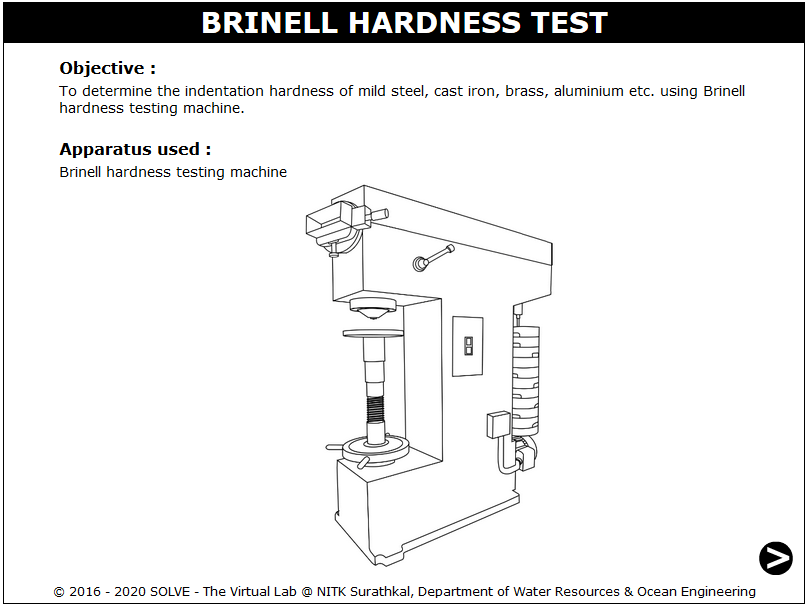 BRINELL HARDNESS TEST
Objective :
To determine the indentation hardness of mild steel, cast iron, brass, aluminium etc. using Brinell
hardness testing machine.
Apparatus used :
Brinell hardness testing machine
© 2016 - 2020 SOLVE - The Virtual Lab @ NITK Surathkal, Department of Water Resources & Ocean Engineering